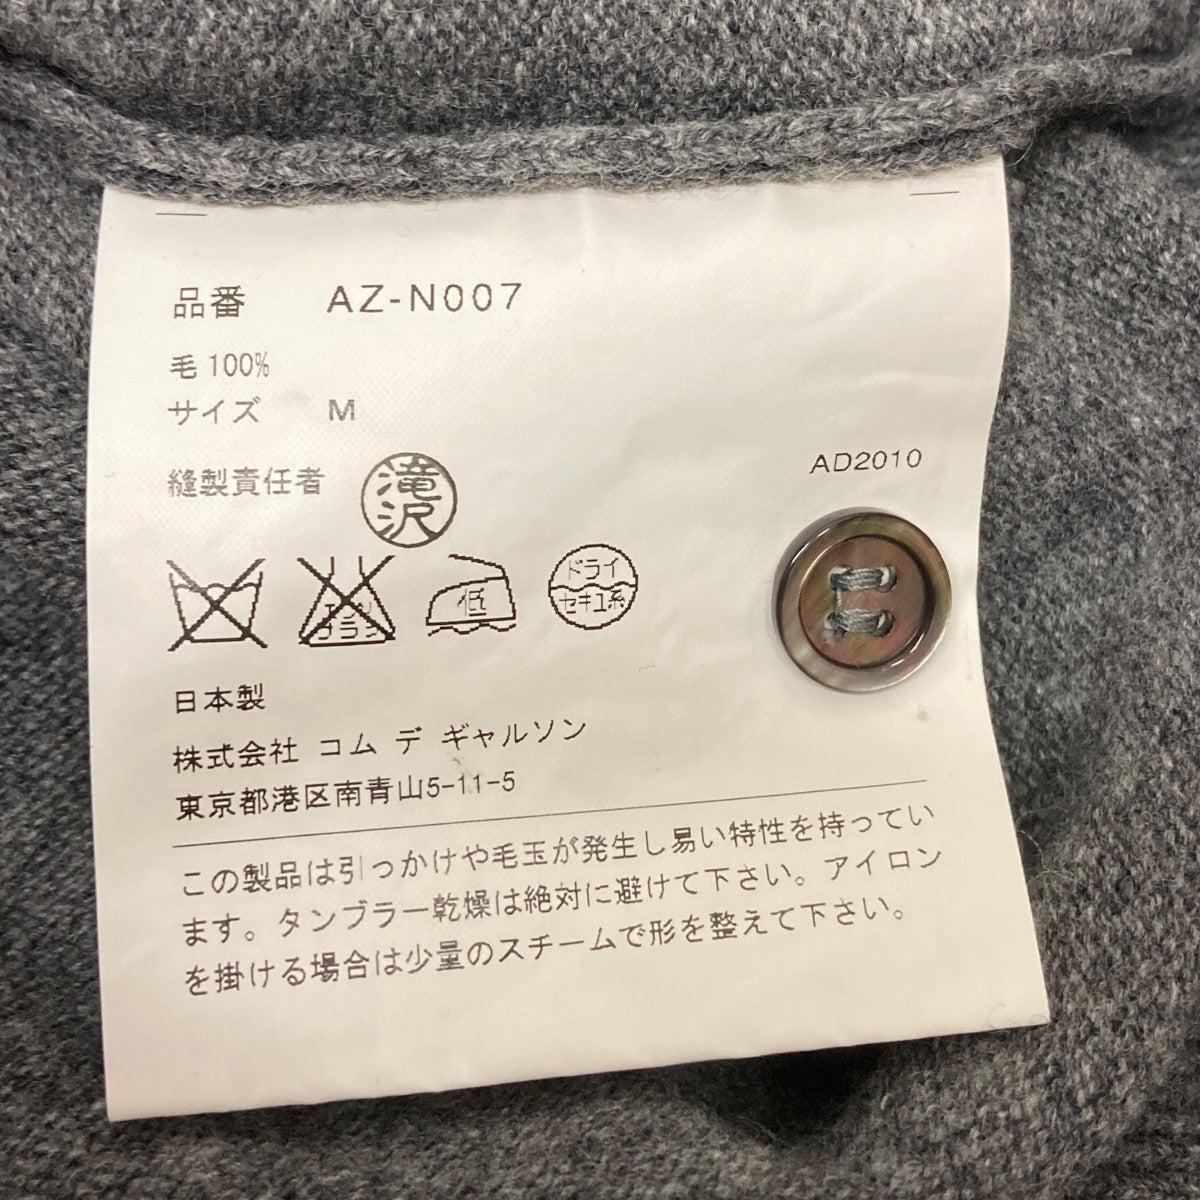 品番 AZ-N007
毛 100%
サイズ M
AD2010
縫製責任者 滝沢
エンソ
フラシ
低
ドライ
セキユ系
日本製
株式会社 コム デ ギャルソン
東京都港区南青山5-11-5
この製品は引っかけや毛玉が発生し易い特性を持ってい
ます。タンブラー乾燥は絶対に避けて下さい。アイロン
を掛ける場合は少量のスチームで形を整えて下さい。